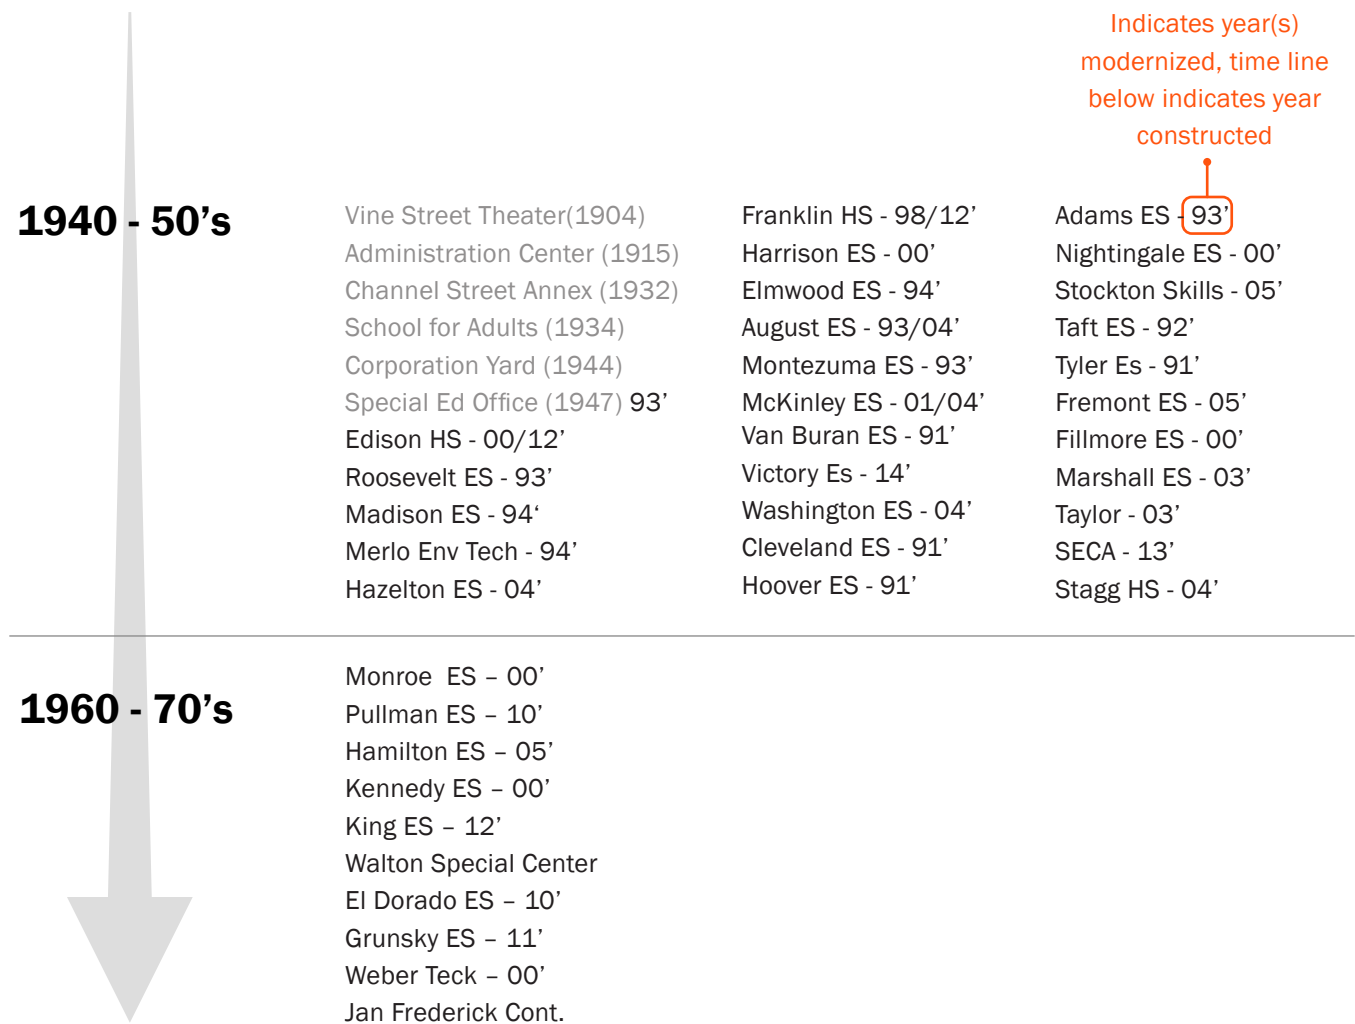 Indicates year(s)
modernized, time line
below indicates year
constructed
1940 - 50’s
Vine Street Theater(1904)
Administration Center (1915)
Channel Street Annex (1932)
School for Adults (1934)
Corporation Yard (1944)
Special Ed Office (1947) 93’
Edison HS - 00/12’
Roosevelt ES - 93’
Madison ES - 94‘
Merlo Env Tech - 94’
Hazelton ES - 04’
Franklin HS - 98/12’
Harrison ES - 00’
Elmwood ES - 94’
August ES - 93/04’
Montezuma ES - 93’
McKinley ES - 01/04’
Van Buran ES - 91’
Victory Es - 14’
Washington ES - 04’
Cleveland ES - 91’
Hoover ES - 91’
Adams ES - 93’
Nightingale ES - 00’
Stockton Skills - 05’
Taft ES - 92’
Tyler Es - 91’
Fremont ES - 05’
Fillmore ES - 00’
Marshall ES - 03’
Taylor - 03’
SECA - 13’
Stagg HS - 04’
1960 - 70’s
Monroe  ES – 00’
Pullman ES – 10’
Hamilton ES – 05’
Kennedy ES – 00’
King ES – 12’
Walton Special Center
El Dorado ES – 10’
Grunsky ES – 11’
Weber Teck – 00’
Jan Frederick Cont.